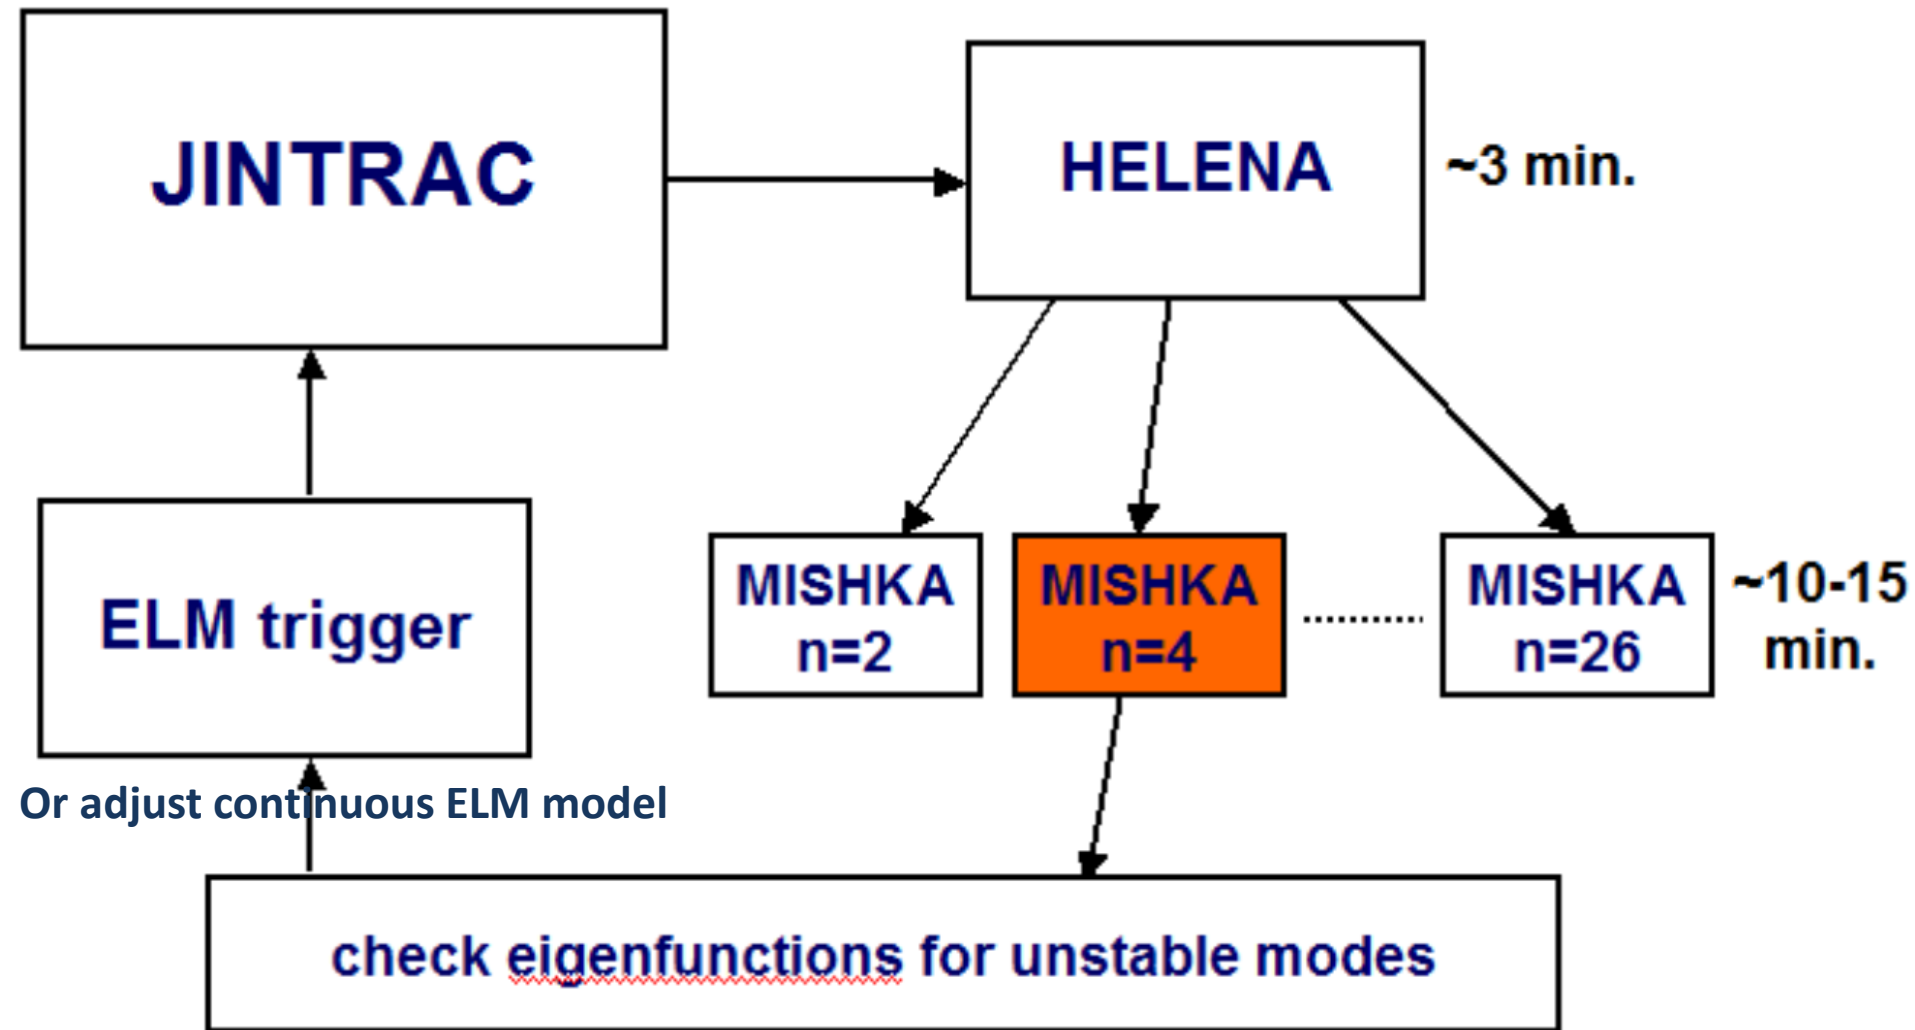 JINTRAC
HELENA
~3 min.
ELM trigger
MISHKA
n=2
MISHKA
n=4
MISHKA
n=26
~10-15
min.
Or adjust continuous ELM model
check eigenfunctions for unstable modes